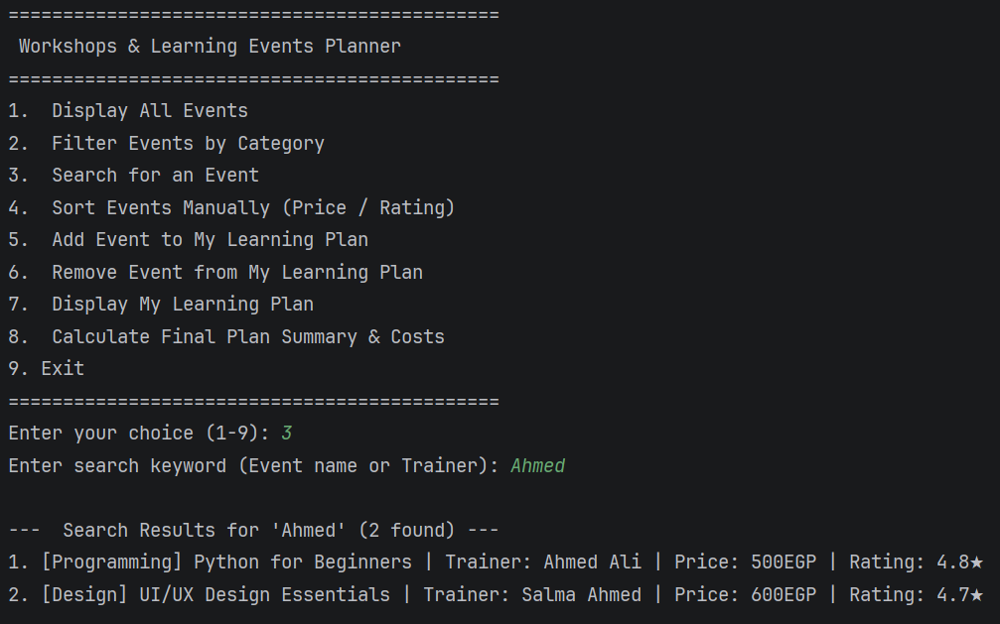 =============================================
Workshops & Learning Events Planner
=============================================
1.  Display All Events
2.  Filter Events by Category
3.  Search for an Event
4.  Sort Events Manually (Price / Rating)
5.  Add Event to My Learning Plan
6.  Remove Event from My Learning Plan
7.  Display My Learning Plan
8.  Calculate Final Plan Summary & Costs
9. Exit
=============================================
Enter your choice (1-9): 3
Enter search keyword (Event name or Trainer): Ahmed
---  Search Results for 'Ahmed' (2 found) ---
1. [Programming] Python for Beginners | Trainer: Ahmed Ali | Price: 500EGP | Rating: 4.8★
2. [Design] UI/UX Design Essentials | Trainer: Salma Ahmed | Price: 600EGP | Rating: 4.7★